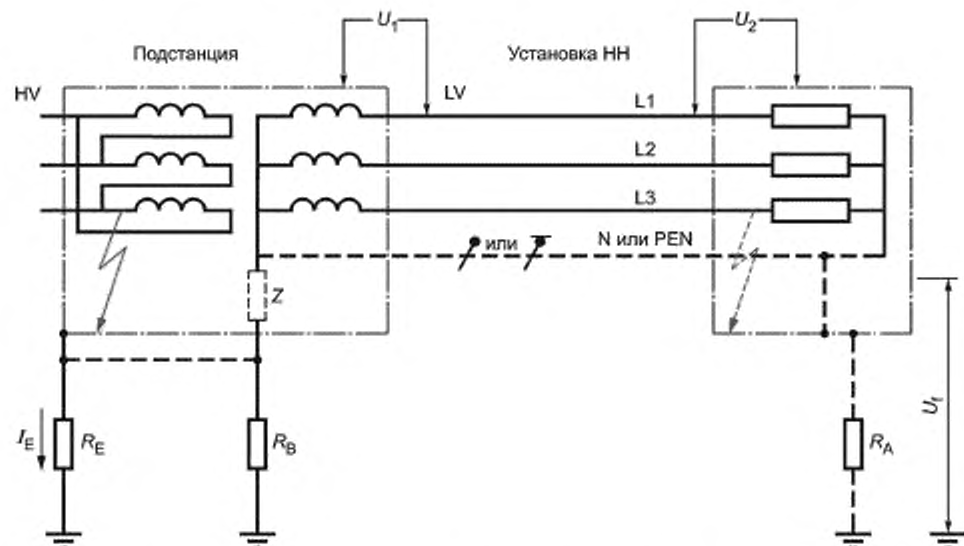 U1
U2
Подстанция
Установка НН
HV
LV
L1
L2
L3
или
N или PEN
Z
IE
RE
RB
RA
Uf